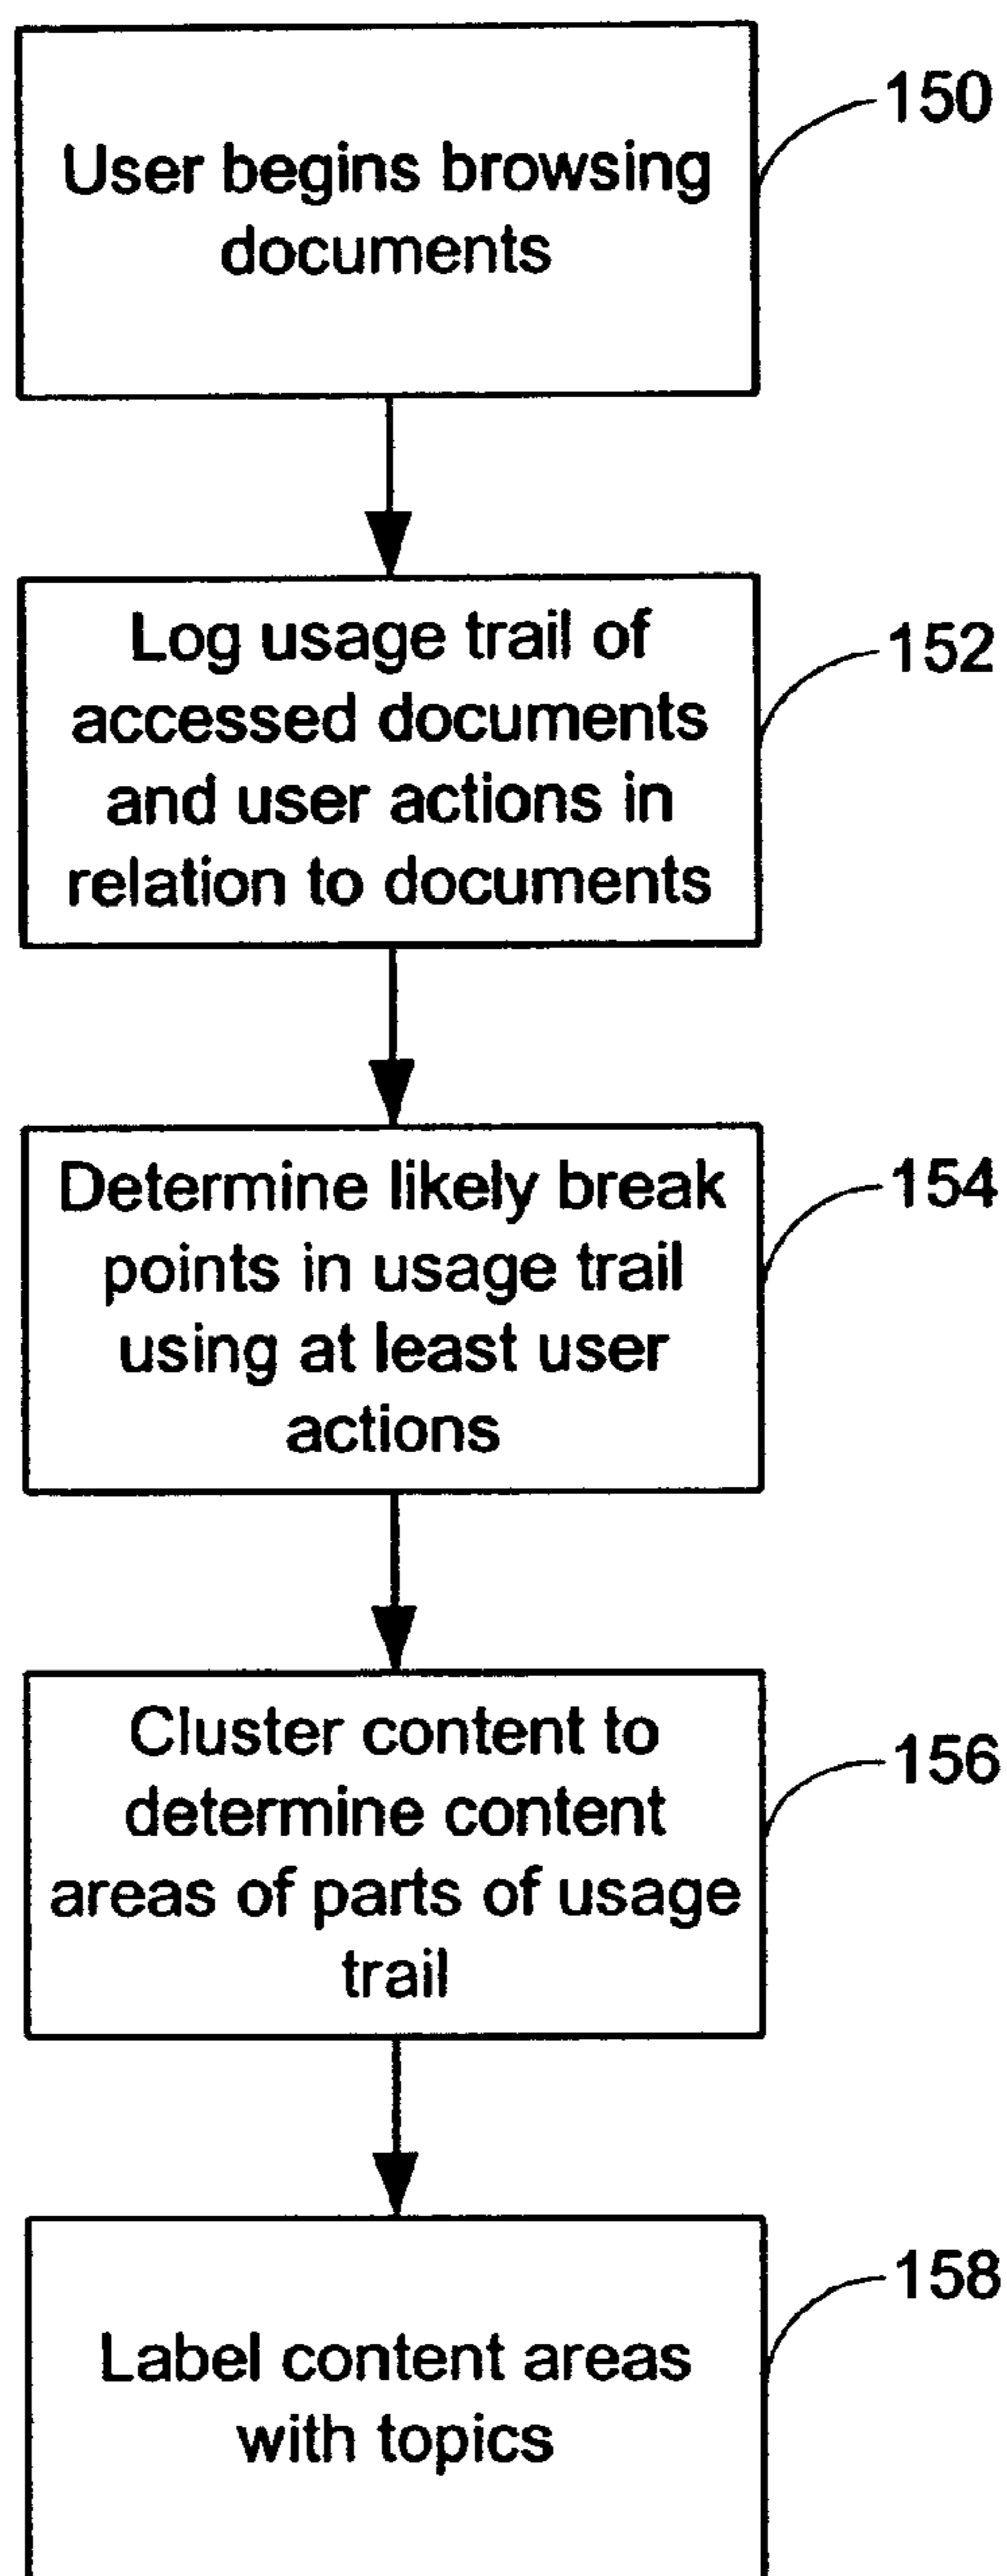 150
User begins browsing
documents
152
Log usage trail of
accessed documents
and user actions in
relation to documents
154
Determine likely break
points in usage trail
using at least user
actions
156
Cluster content to
determine content
areas of parts of usage
trail
158
Label content areas
with topics